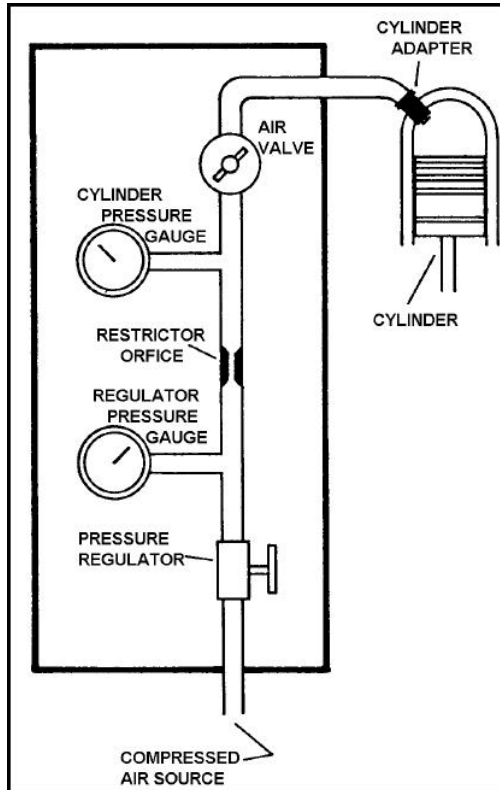 CYLINDER
ADAPTER
AIR
VALVE
CYLINDER
PRESSURE
GAUGE
CYLINDER
RESTRICTOR
ORFICE
REGULATOR
PRESSURE
GAUGE
PRESSURE
REGULATOR
COMPRESSED
AIR SOURCE